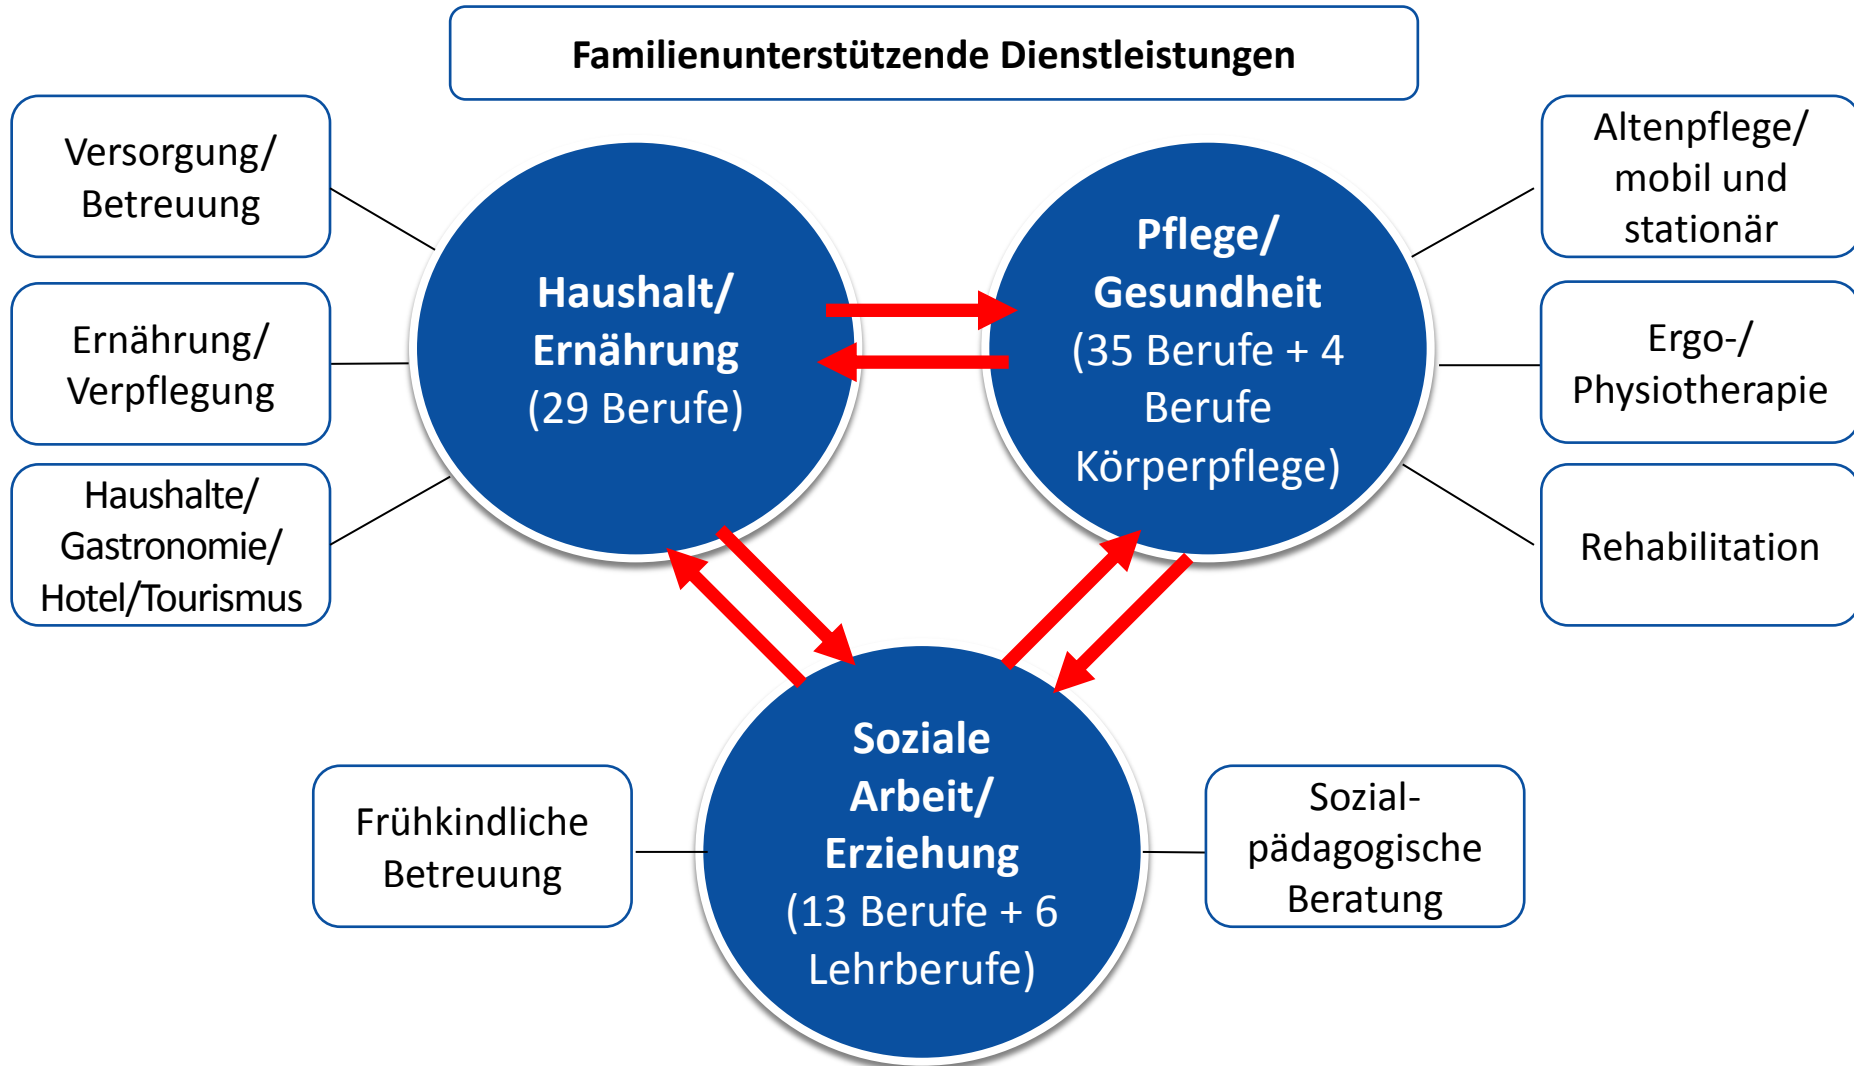 Familienunterstützende Dienstleistungen
Versorgung/
Betreuung
Ernährung/
Verpflegung
Haushalte/
Gastronomie/
Hotel/Tourismus
Haushalt/
Ernährung
(29 Berufe)
Pflege/
Gesundheit
(35 Berufe + 4
Berufe
Körperpflege)
Altenpflege/
mobil und
stationär
Ergo-/
Physiotherapie
Rehabilitation
Frühkindliche
Betreuung
Soziale
Arbeit/
Erziehung
(13 Berufe + 6
Lehrberufe)
Sozial-
pädagogische
Beratung